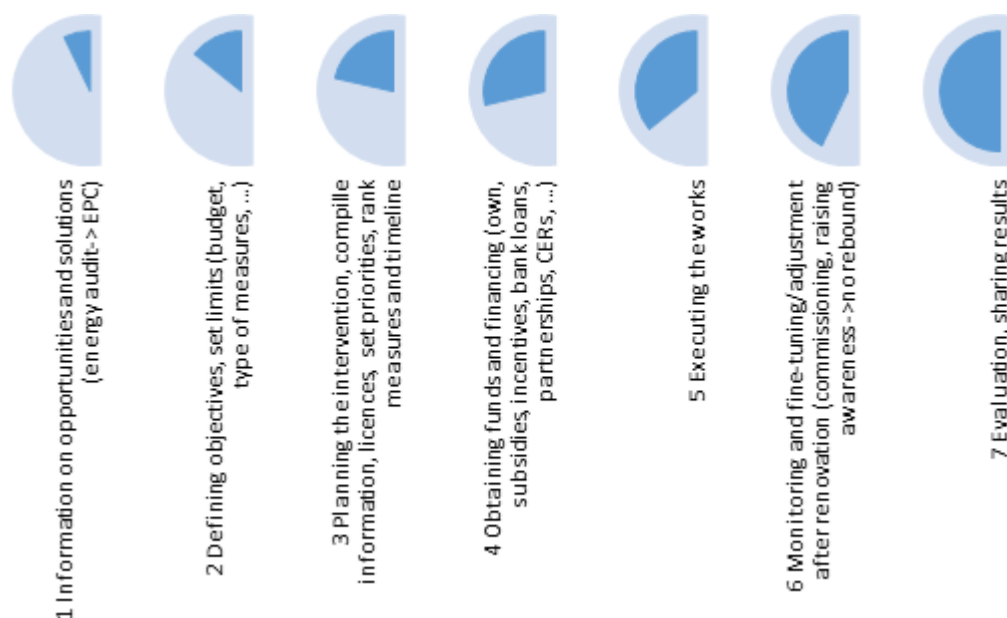 1 Information on opportunities and solutions
(energy audit-> EPC)
2 Defining objectives, set limits (budget,
type of measures, ...)
3 Planning the intervention, compille
information, licences, set priorities, rank
measures and timeline
4 Obtaining funds and financing (own,
subsidies, incentives, bank loans,
partnerships, CERs, ...)
5 Executing the works
6 Monitoring and fine-tuning/adjustment
after renovation (commissioning, raising
awareness->no rebound)
7 Evaluation, sharing results